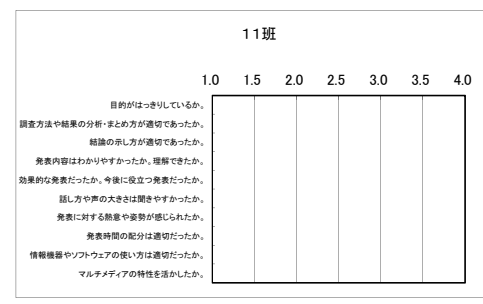 11班
1.0 1.5 2.0 2.5 3.0 3.5 4.0
目的がはっきりしているか。
調査方法や結果の分析・まとめ方が適切であったか。
結論の示し方が適切であったか。
発表内容はわかりやすかったか。理解できたか。
効果的な発表だったか。今後に役立つ発表だったか。
話し方や声の大きさは聞きやすかったか。
発表に対する熱意や姿勢が感じられたか。
発表時間の配分は適切だったか。
情報機器やソフトウェアの使い方は適切だったか。
マルチメディアの特性を活かしたか。